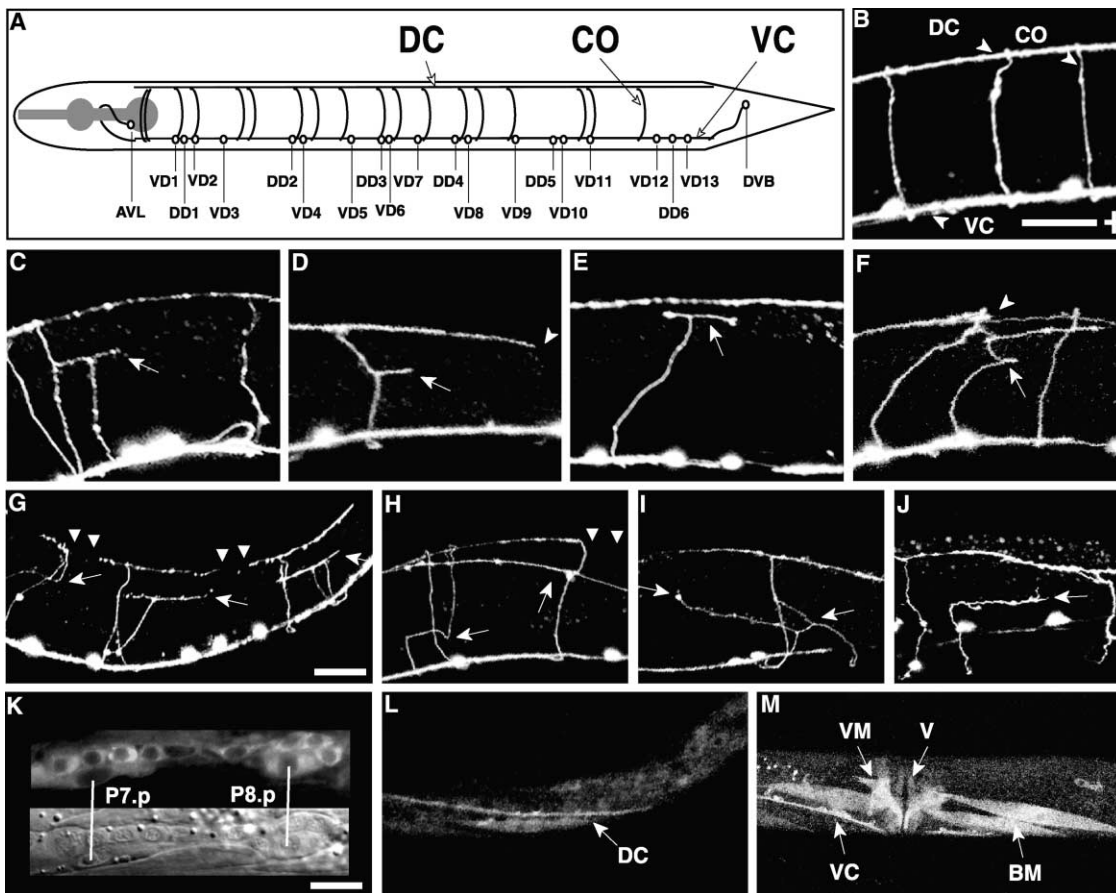 A
DC CO VC
VD1 VD2 DD2 DD3 VD7 DD4 DD5 VD11 VD12 VD13 DVB
AVL DD1 VD3 VD4 VD5 VD6 VD8 VD9 VD10 DD6
B
DC CO
VC
+
C
D
E
F
G
H
I
J
K
P7.p P8.p
L
DC
M
VM V
VC BM